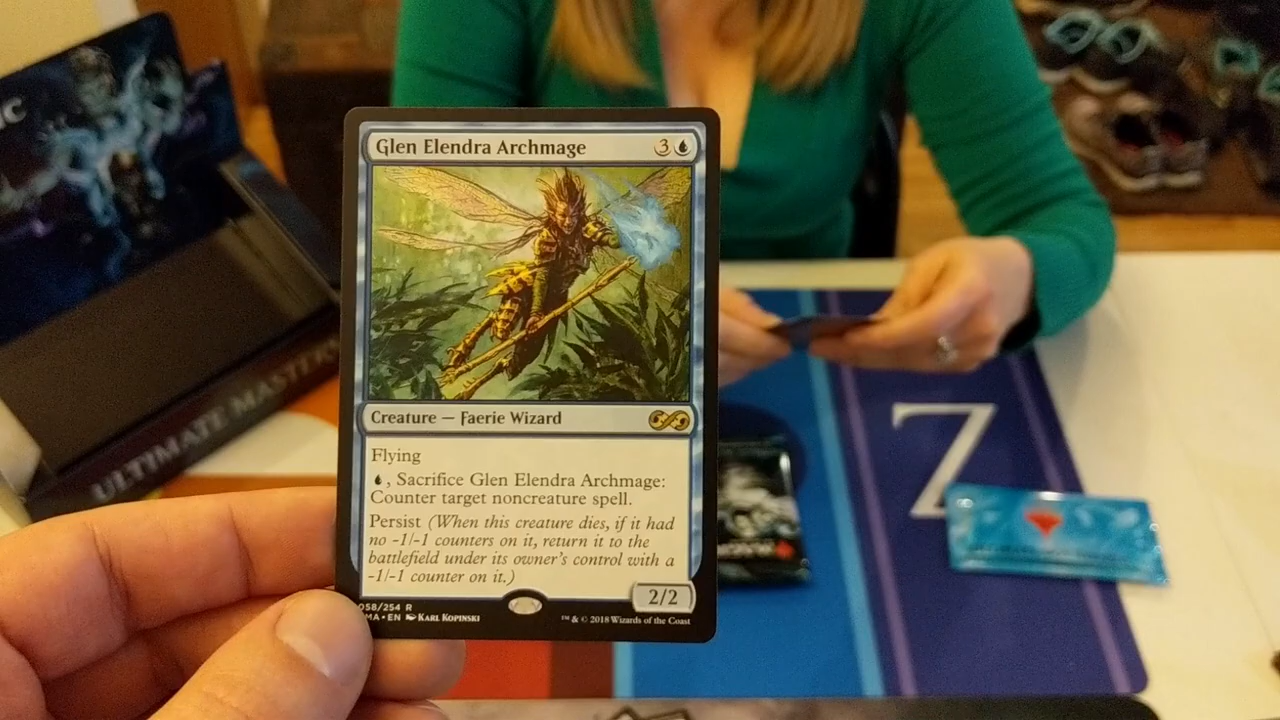 Glen Elendra Archmage 3
Creature — Faerie Wizard
Flying
, Sacrifice Glen Elendra Archmage:
Counter target noncreature spell.
Persist (When this creature dies, if it had
no -1/-1 counters on it, return it to the
battlefield under its owner's control with a
-1/-1 counter on it.)
2/2
058/254 R
MA • EN Karl Kopinski
™ & © 2018 Wizards of the Coast
ULTIMATE MASTERS
Z